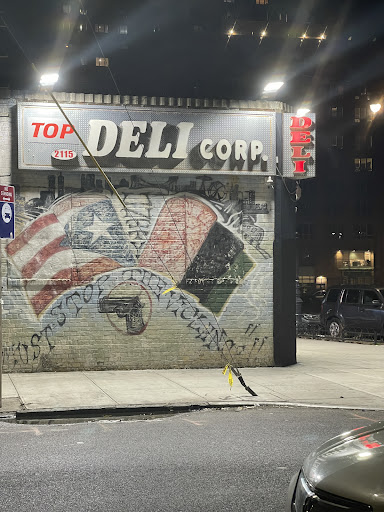 TOP
2115
DELI CORP.
DELI
JUST STOP THE VIOLENCE!!